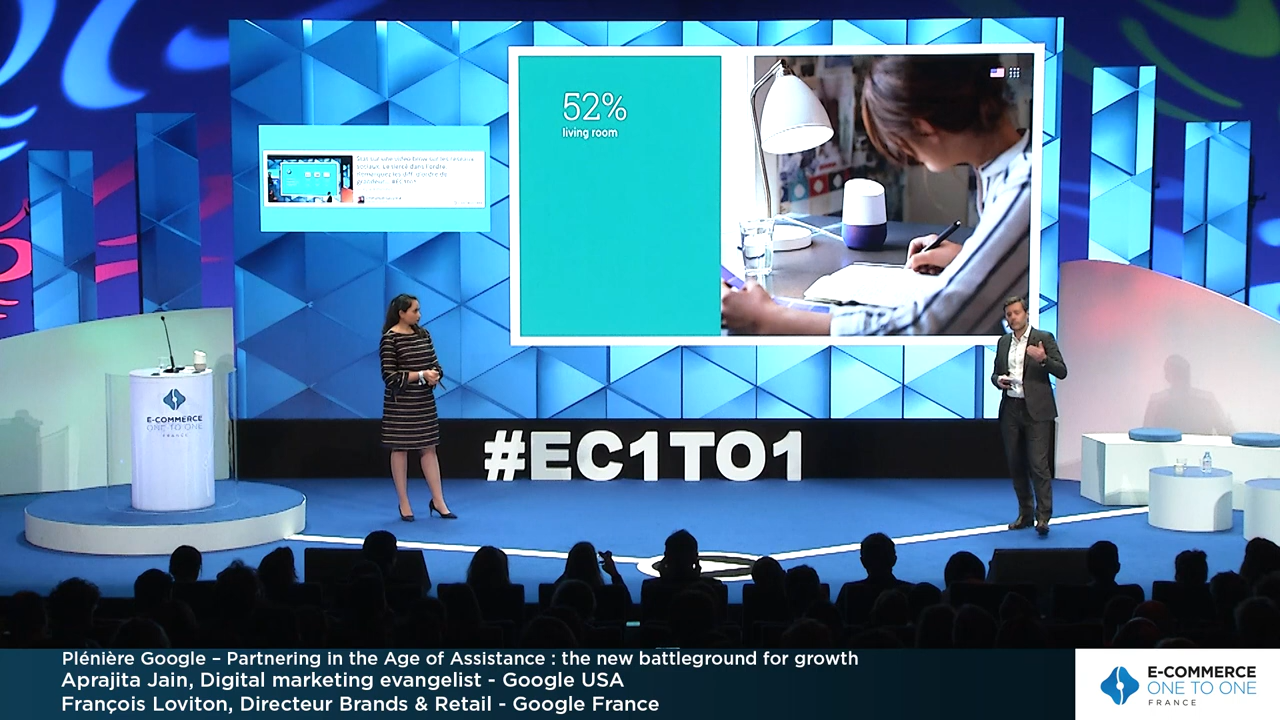 52%
living room
#EC1TO1
E-COMMERCE
ONE TO ONE
FRANCE
#EC1TO1
Plénière Google – Partnering in the Age of Assistance : the new battleground for growth
Aprajita Jain, Digital marketing evangelist - Google USA
François Loviton, Directeur Brands & Retail - Google France
E-COMMERCE
ONE TO ONE
FRANCE